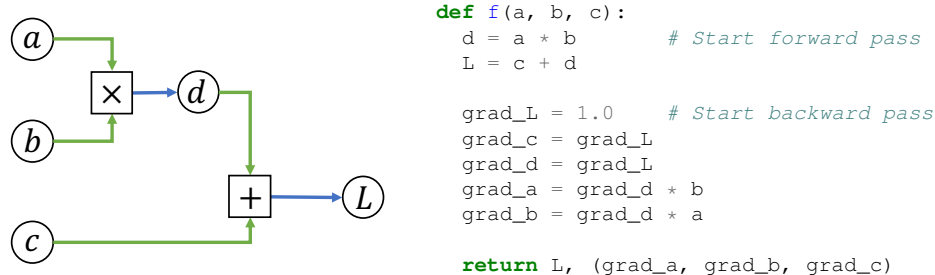 a
×
d
b
+
L
c
def f(a, b, c):
d = a * b # Start forward pass
L = c + d
grad_L = 1.0 # Start backward pass
grad_c = grad_L
grad_d = grad_L
grad_a = grad_d * b
grad_b = grad_d * a
return L, (grad_a, grad_b, grad_c)